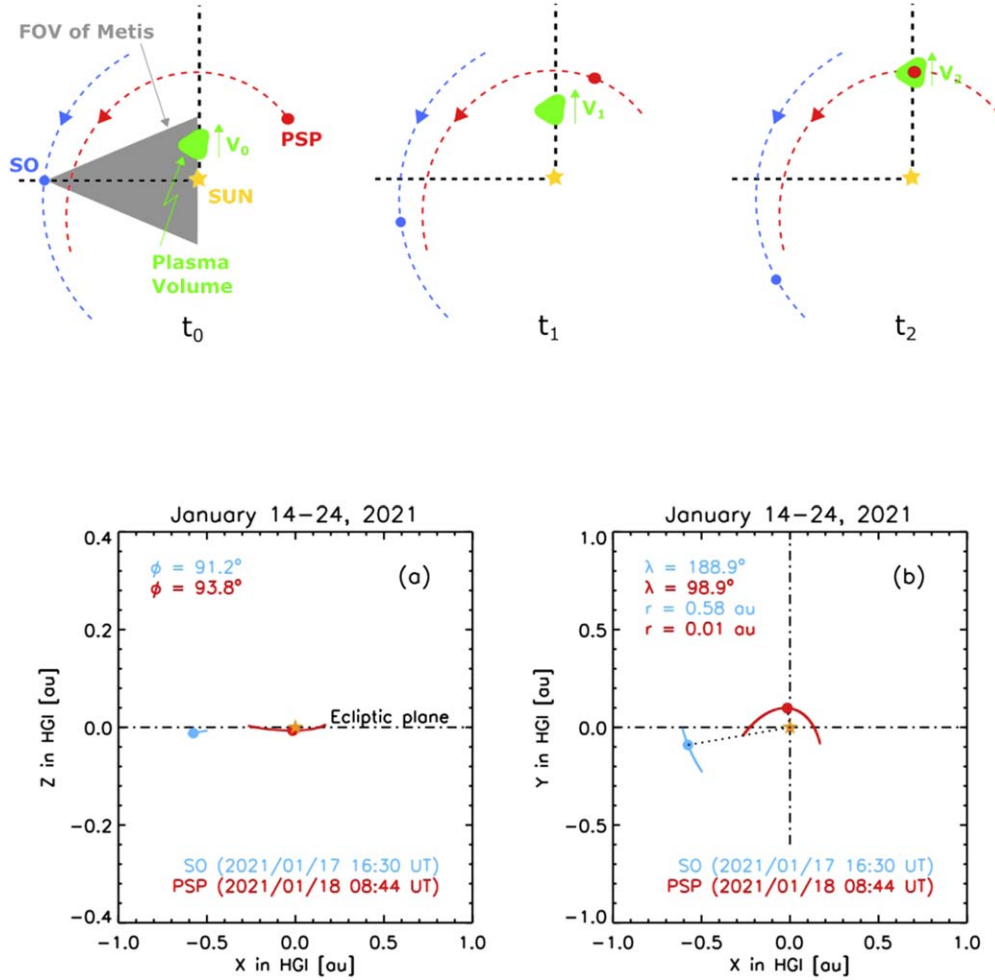 FOV of Metis
V₀
PSP
SO
SUN
Plasma
Volume
t₀
V₁
t₁
V₂
t₂
January 14-24, 2021
ϕ = 91.2°
ϕ = 93.8°
(a)
Ecliptic plane
SO (2021/01/17 16:30 UT)
PSP (2021/01/18 08:44 UT)
0.4
0.2
0.0
-0.2
-0.4
Z in HGI [au]
-1.0 -0.5 0.0 0.5 1.0
X in HGI [au]
January 14-24, 2021
λ = 188.9°
λ = 98.9°
r = 0.58 au
r = 0.01 au
(b)
SO (2021/01/17 16:30 UT)
PSP (2021/01/18 08:44 UT)
1.0
0.5
0.0
-0.5
-1.0
Y in HGI [au]
-1.0 -0.5 0.0 0.5 1.0
X in HGI [au]